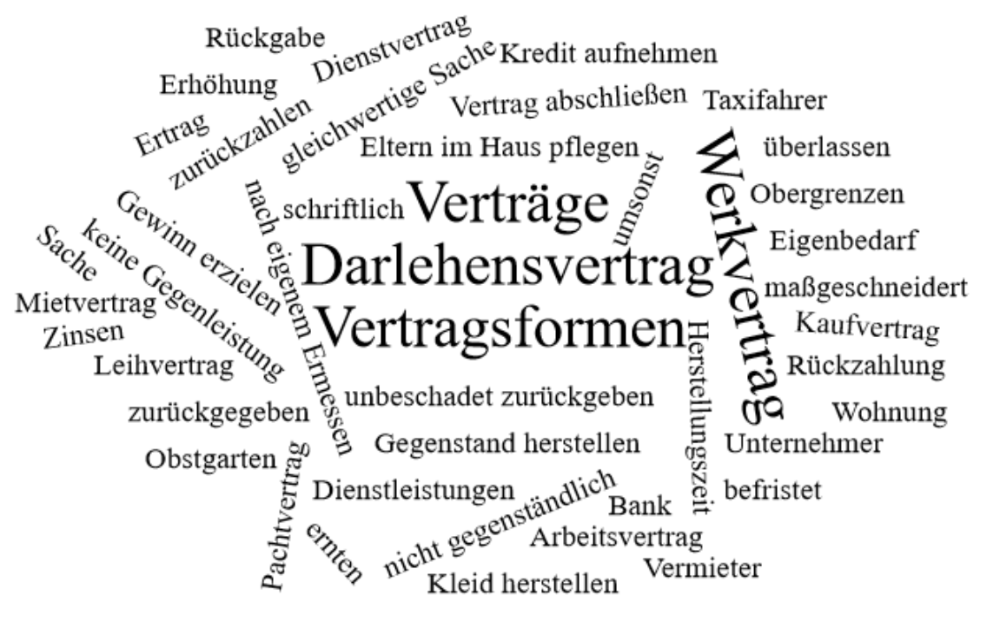 Rückgabe
Dienstvertrag
Kredit aufnehmen
Erhöhung
gleichwertige Sache
Vertrag abschließen
Taxifahrer
Ertrag
zurückzahlen
Eltern im Haus pflegen
überlassen
nach eigenem Ermessen
schriftlich
Verträge
umsonst
Werkvertrag
Obergrenzen
Gewinn erzielen
keine Gegenleistung
Sache
Darlehensvertrag
Eigenbedarf
maßgeschneidert
Mietvertrag
Zinsen
Vertragsformen
Kaufvertrag
Leihvertrag
Herstellungszeit
Rückzahlung
zurückgegeben
unbeschadet zurückgeben
Wohnung
Obstgarten
Gegenstand herstellen
Unternehmer
Pachtvertrag
Dienstleistungen
nicht gegenständlich
befristet
Bank
ernten
Arbeitsvertrag
Vermieter
Kleid herstellen